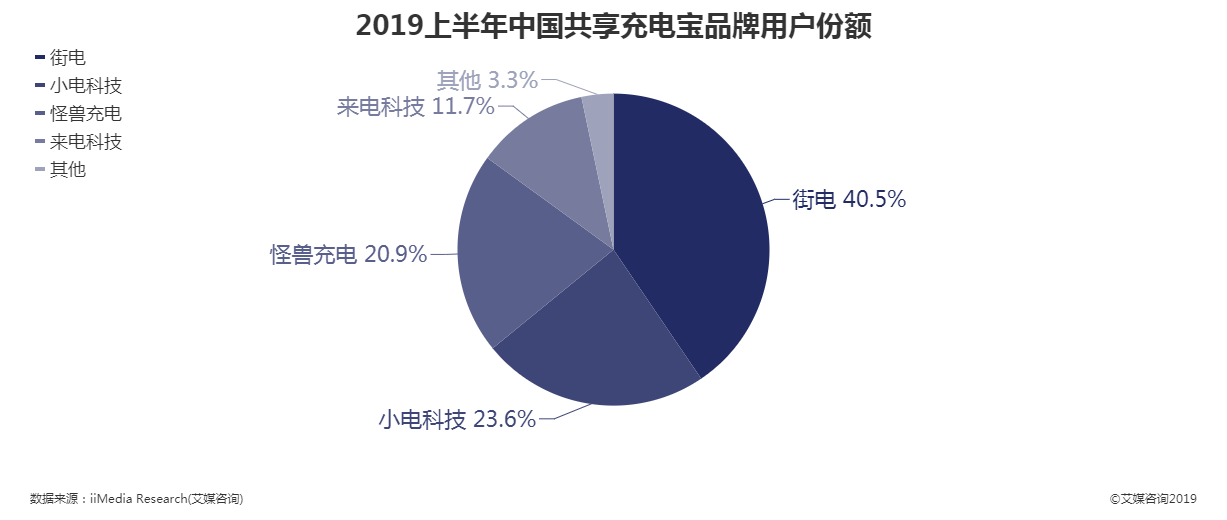 2019上半年中国共享充电宝品牌用户份额
街电
小电科技
怪兽充电
来电科技
其他
其他 3.3%
来电科技 11.7%
街电 40.5%
怪兽充电 20.9%
小电科技 23.6%
数据来源：iiMedia Research(艾媒咨询)
©艾媒咨询2019